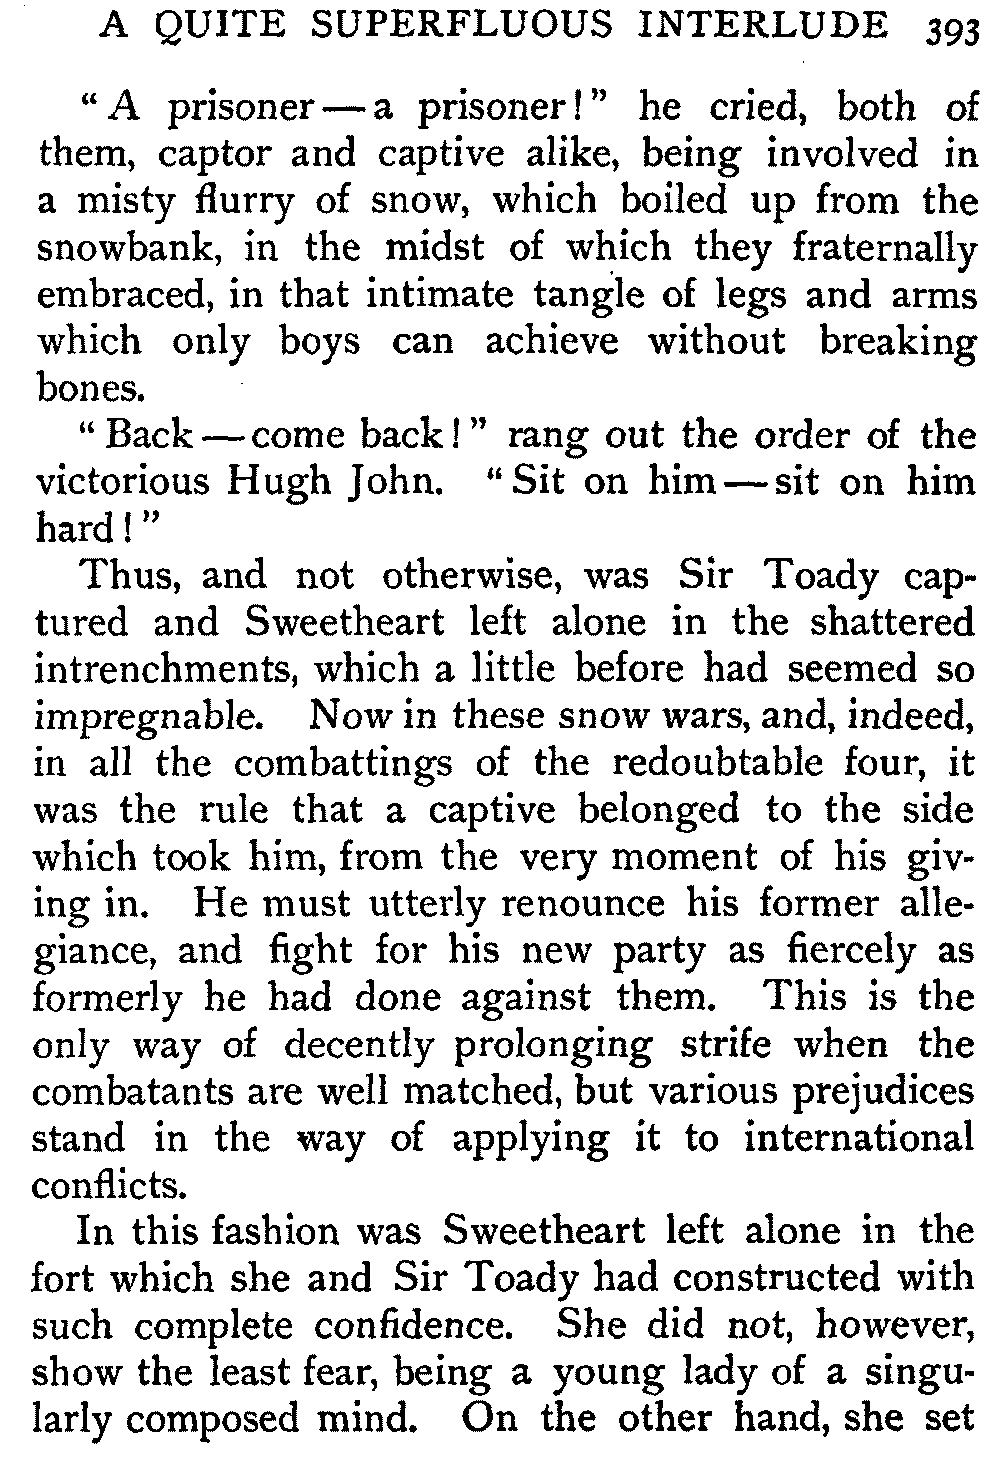 A QUITE SUPERFLUOUS INTERLUDE 393
“A prisoner—a prisoner!” he cried, both of
them, captor and captive alike, being involved in
a misty flurry of snow, which boiled up from the
snowbank, in the midst of which they fraternally
embraced, in that intimate tangle of legs and arms
which only boys can achieve without breaking
bones.
“Back—come back!” rang out the order of the
victorious Hugh John. “Sit on him—sit on him
hard!”
Thus, and not otherwise, was Sir Toady cap-
tured and Sweetheart left alone in the shattered
intrenchments, which a little before had seemed so
impregnable. Now in these snow wars, and, indeed,
in all the combattings of the redoubtable four, it
was the rule that a captive belonged to the side
which took him, from the very moment of his giv-
ing in. He must utterly renounce his former alle-
giance, and fight for his new party as fiercely as
formerly he had done against them. This is the
only way of decently prolonging strife when the
combatants are well matched, but various prejudices
stand in the way of applying it to international
conflicts.
In this fashion was Sweetheart left alone in the
fort which she and Sir Toady had constructed with
such complete confidence. She did not, however,
show the least fear, being a young lady of a singu-
larly composed mind. On the other hand, she set